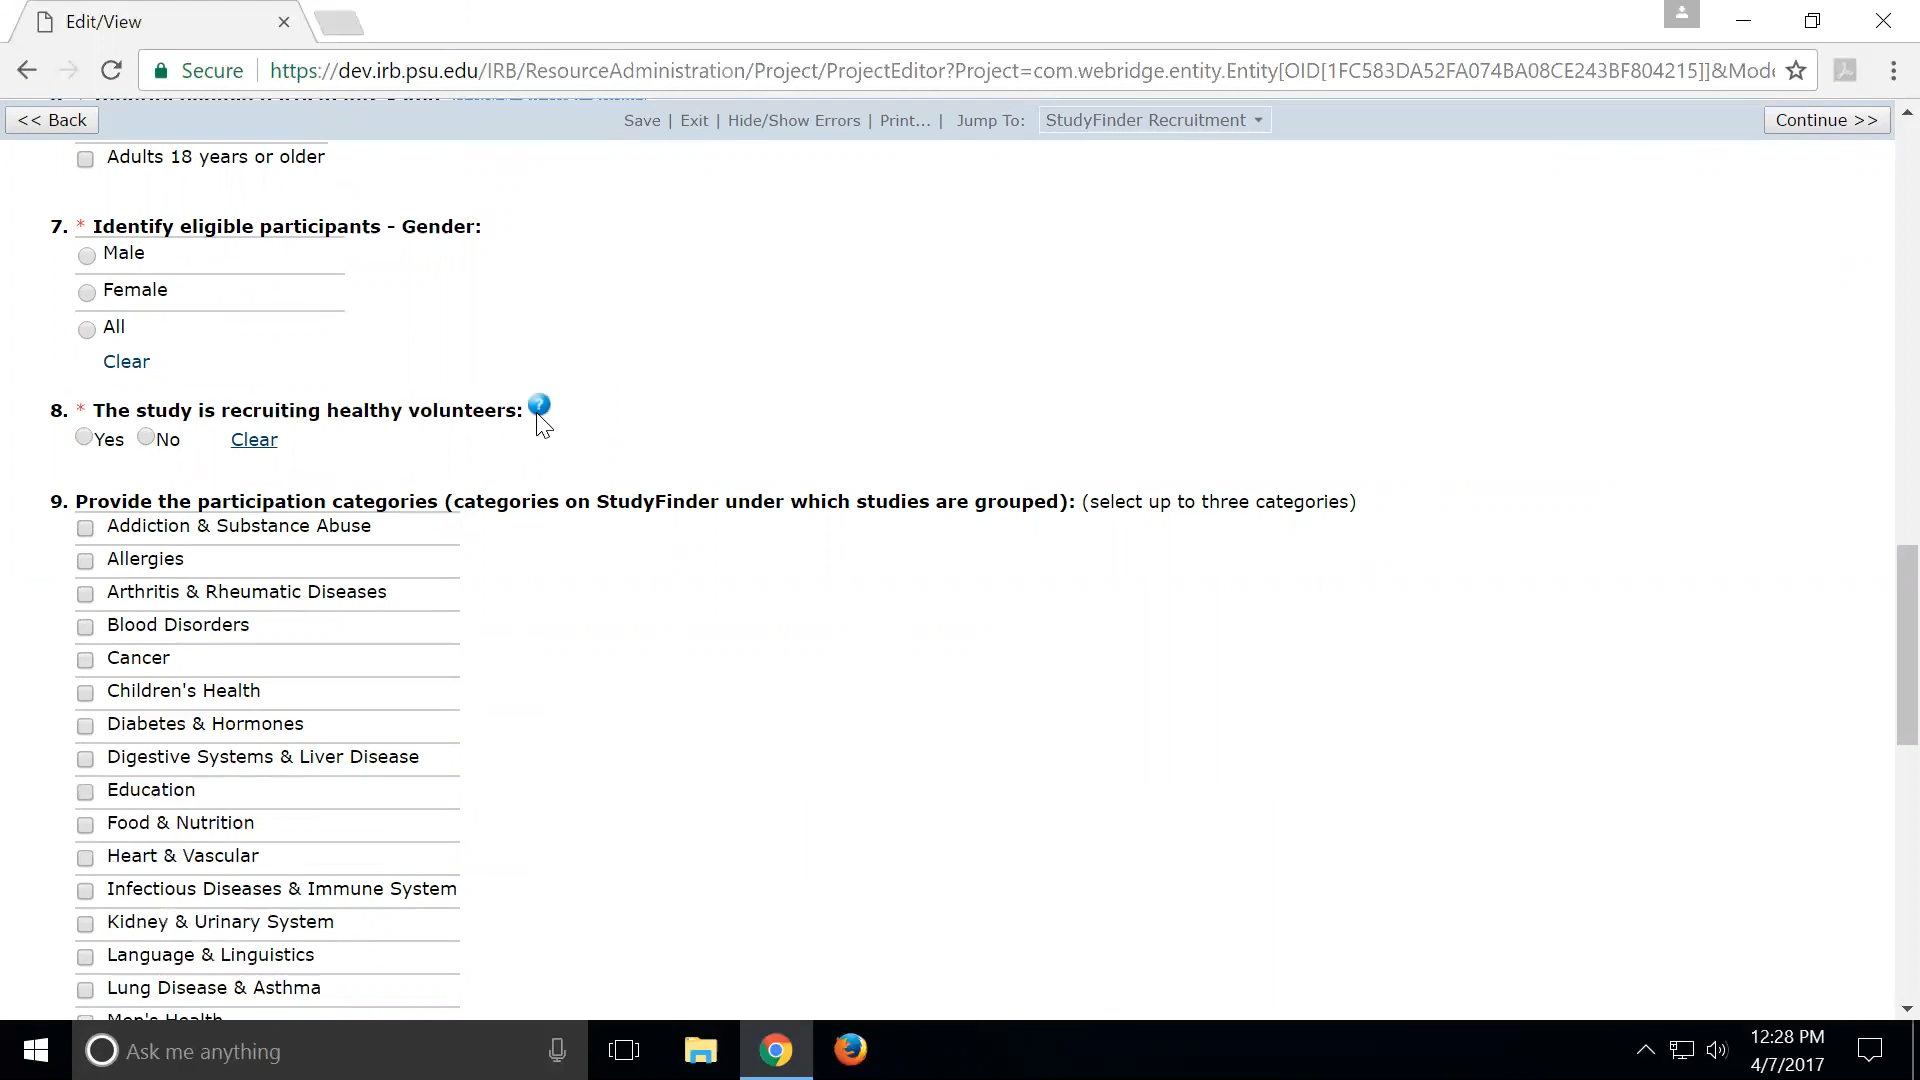 Edit/View
Secure https://dev.irb.psu.edu/IRB/ResourceAdministration/Project/ProjectEditor?Project=com.webridge.entity.Entity[OID[1FC583DA52FA074BA08CE243BF804215]]&Mode
<< Back Save | Exit | Hide/Show Errors | Print... | Jump To: StudyFinder Recruitment Continue >>
Adults 18 years or older
7. * Identify eligible participants - Gender:
Male
Female
All
Clear
8. * The study is recruiting healthy volunteers: ?
Yes No Clear
9. Provide the participation categories (categories on StudyFinder under which studies are grouped): (select up to three categories)
Addiction & Substance Abuse
Allergies
Arthritis & Rheumatic Diseases
Blood Disorders
Cancer
Children's Health
Diabetes & Hormones
Digestive Systems & Liver Disease
Education
Food & Nutrition
Heart & Vascular
Infectious Diseases & Immune System
Kidney & Urinary System
Language & Linguistics
Lung Disease & Asthma
Men's Health
Ask me anything
12:28 PM
4/7/2017